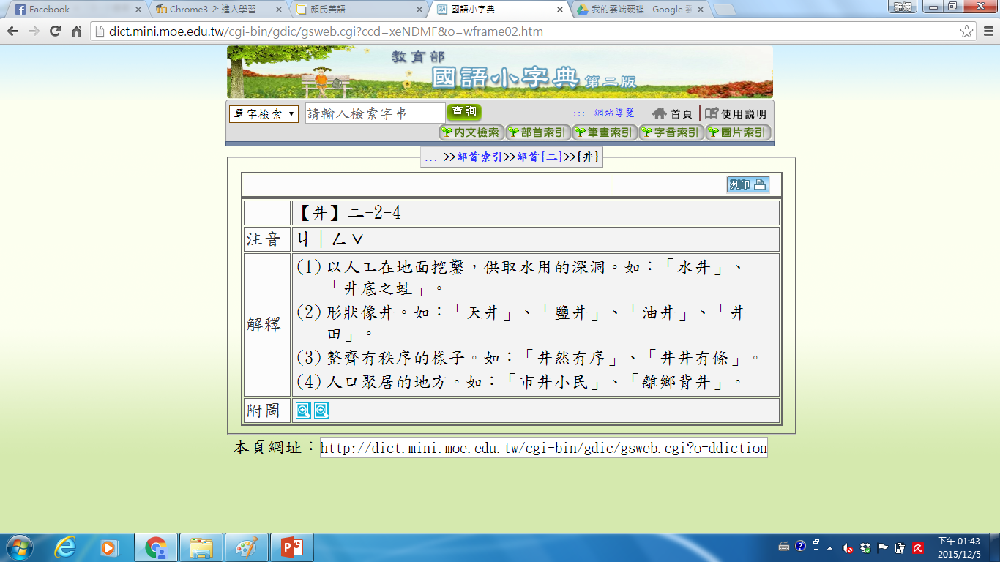 Facebook
Chrome3-2: 進入學習
顏氏美語
國語小字典
我的雲端硬碟 - Google 雲
雅嫻
dict.mini.moe.edu.tw/cgi-bin/gdic/gsweb.cgi?ccd=xeNDMF&o=wframe02.htm
教育部
國語小字典 第二版
單字檢索
請輸入檢索字串
查詢
::: 網站導覽
首頁
使用說明
內文檢索
部首索引
筆畫索引
字音索引
圖片索引
::: >>部首索引>>部首{二}>>{井}
列印
【井】二-2-4
注音
ㄐㄧㄥˇ
解釋
(1) 以人工在地面挖鑿，供取水用的深洞。如：「水井」、
「井底之蛙」。
(2) 形狀像井。如：「天井」、「鹽井」、「油井」、「井
田」。
(3) 整齊有秩序的樣子。如：「井然有序」、「井井有條」。
(4) 人口聚居的地方。如：「市井小民」、「離鄉背井」。
附圖
本頁網址：http://dict.mini.moe.edu.tw/cgi-bin/gdic/gsweb.cgi?o=ddiction
下午 01:43
2015/12/5